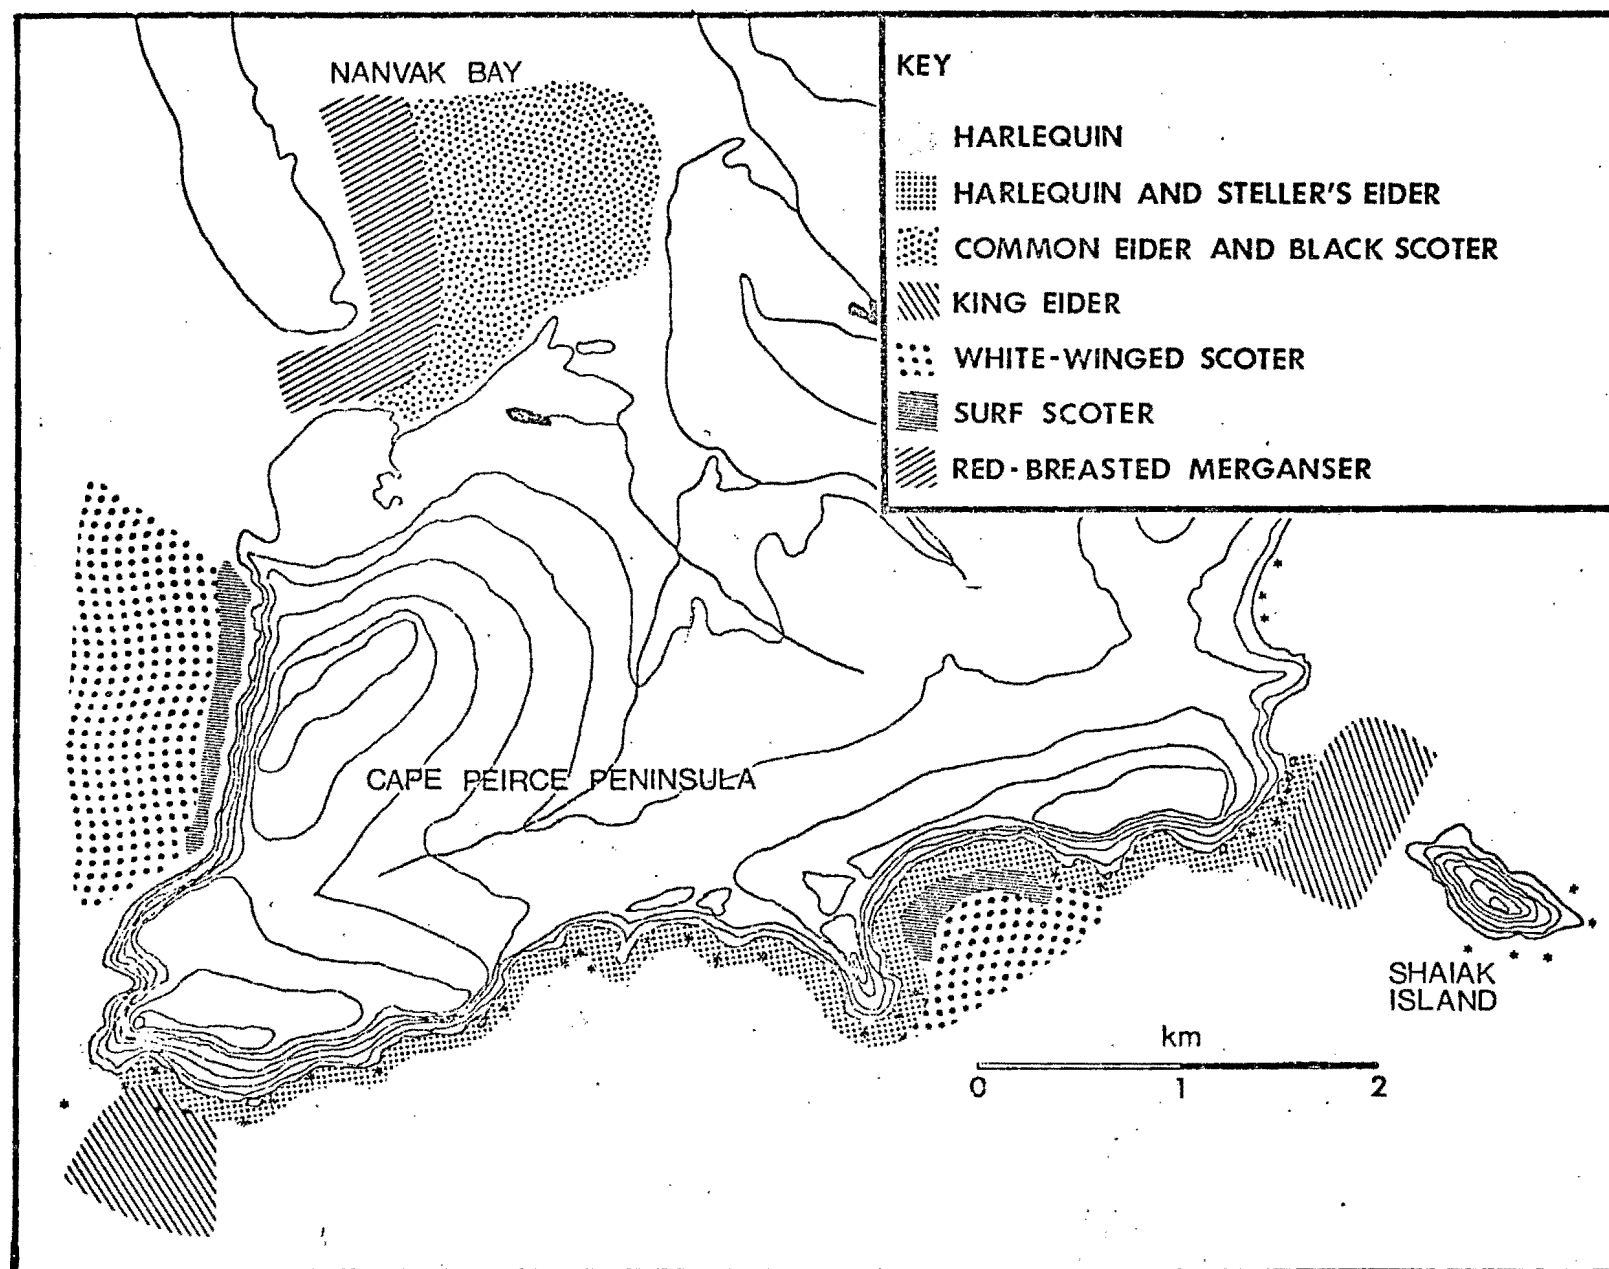 NANVAK BAY
KEY
HARLEQUIN
HARLEQUIN AND STELLER'S EIDER
COMMON EIDER AND BLACK SCOTER
KING EIDER
WHITE-WINGED SCOTER
SURF SCOTER
RED-BREASTED MERGANSER
CAPE PEIRCE PENINSULA
SHAIAK
ISLAND
km
0 1 2